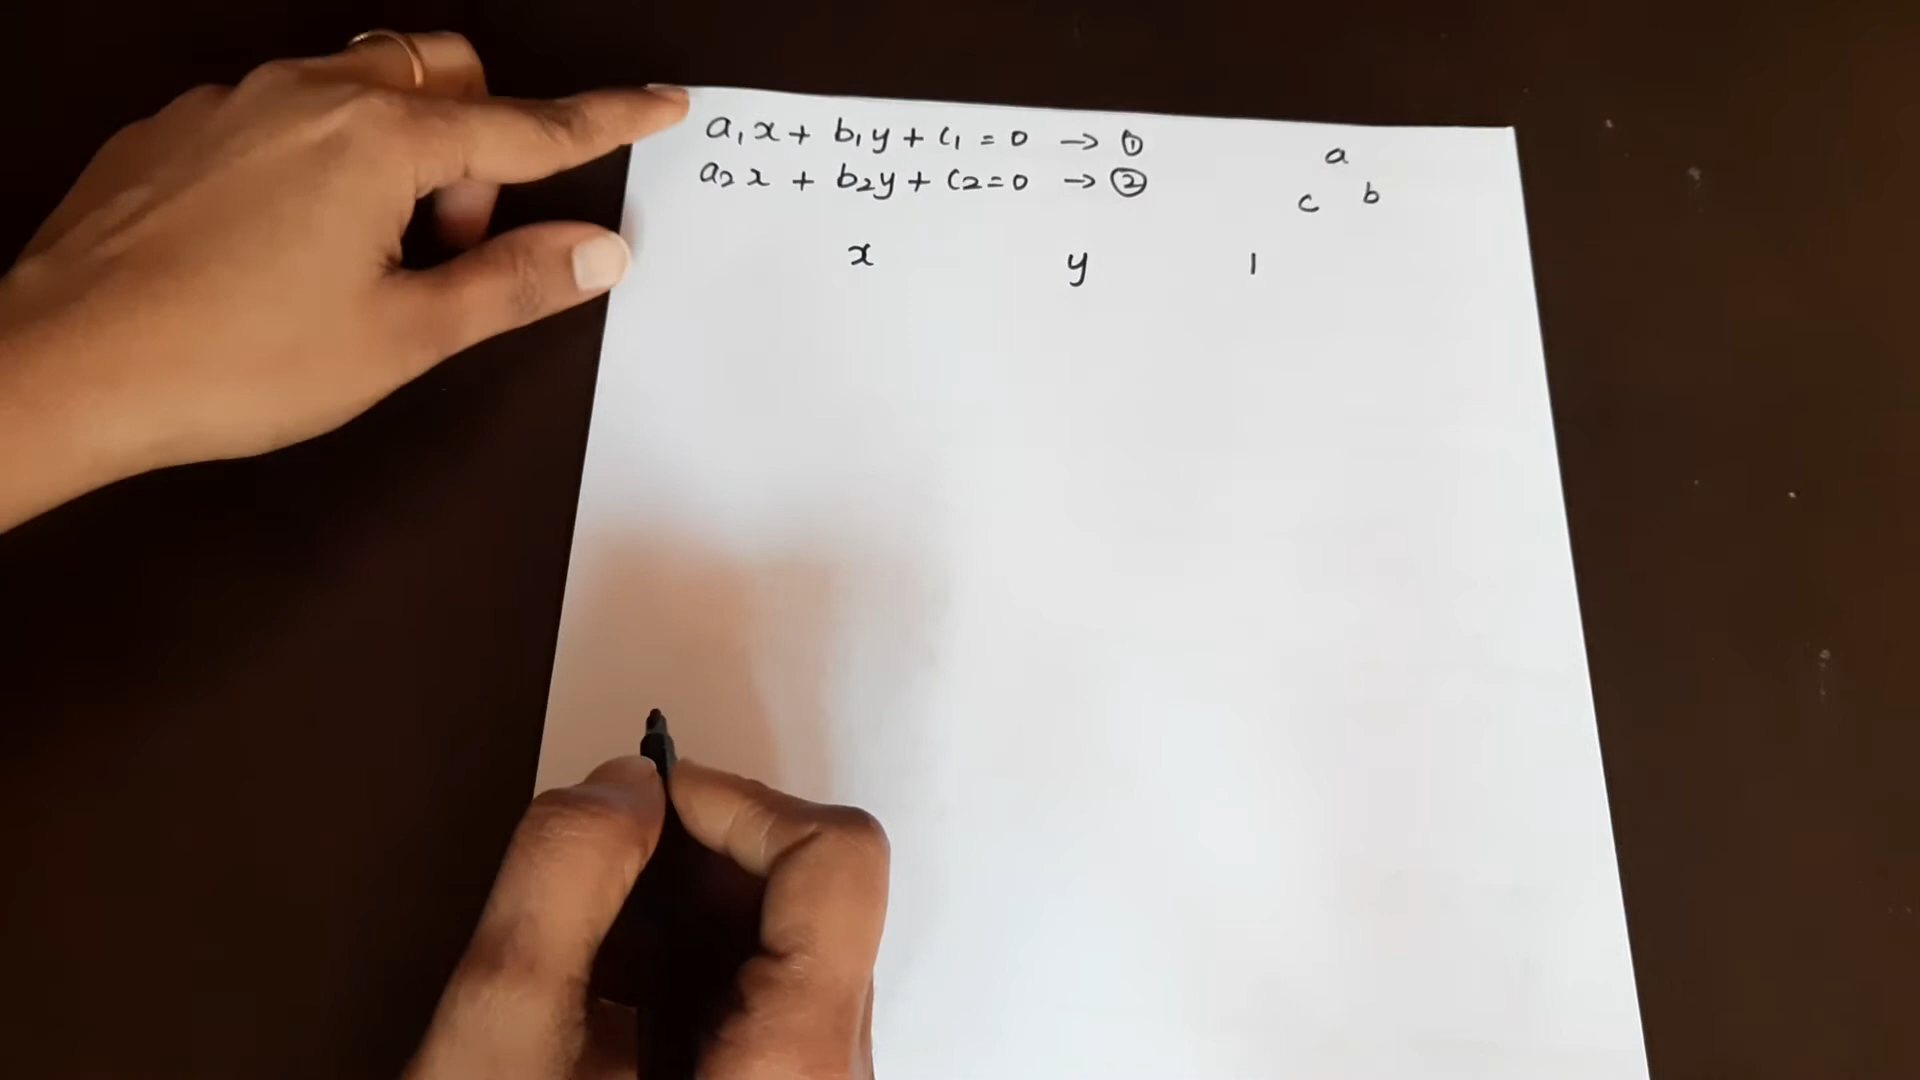 a₁x + b₁y + c₁ = 0 → ①
a₂x + b₂y + c₂ = 0 → ②
a
c b
x y 1